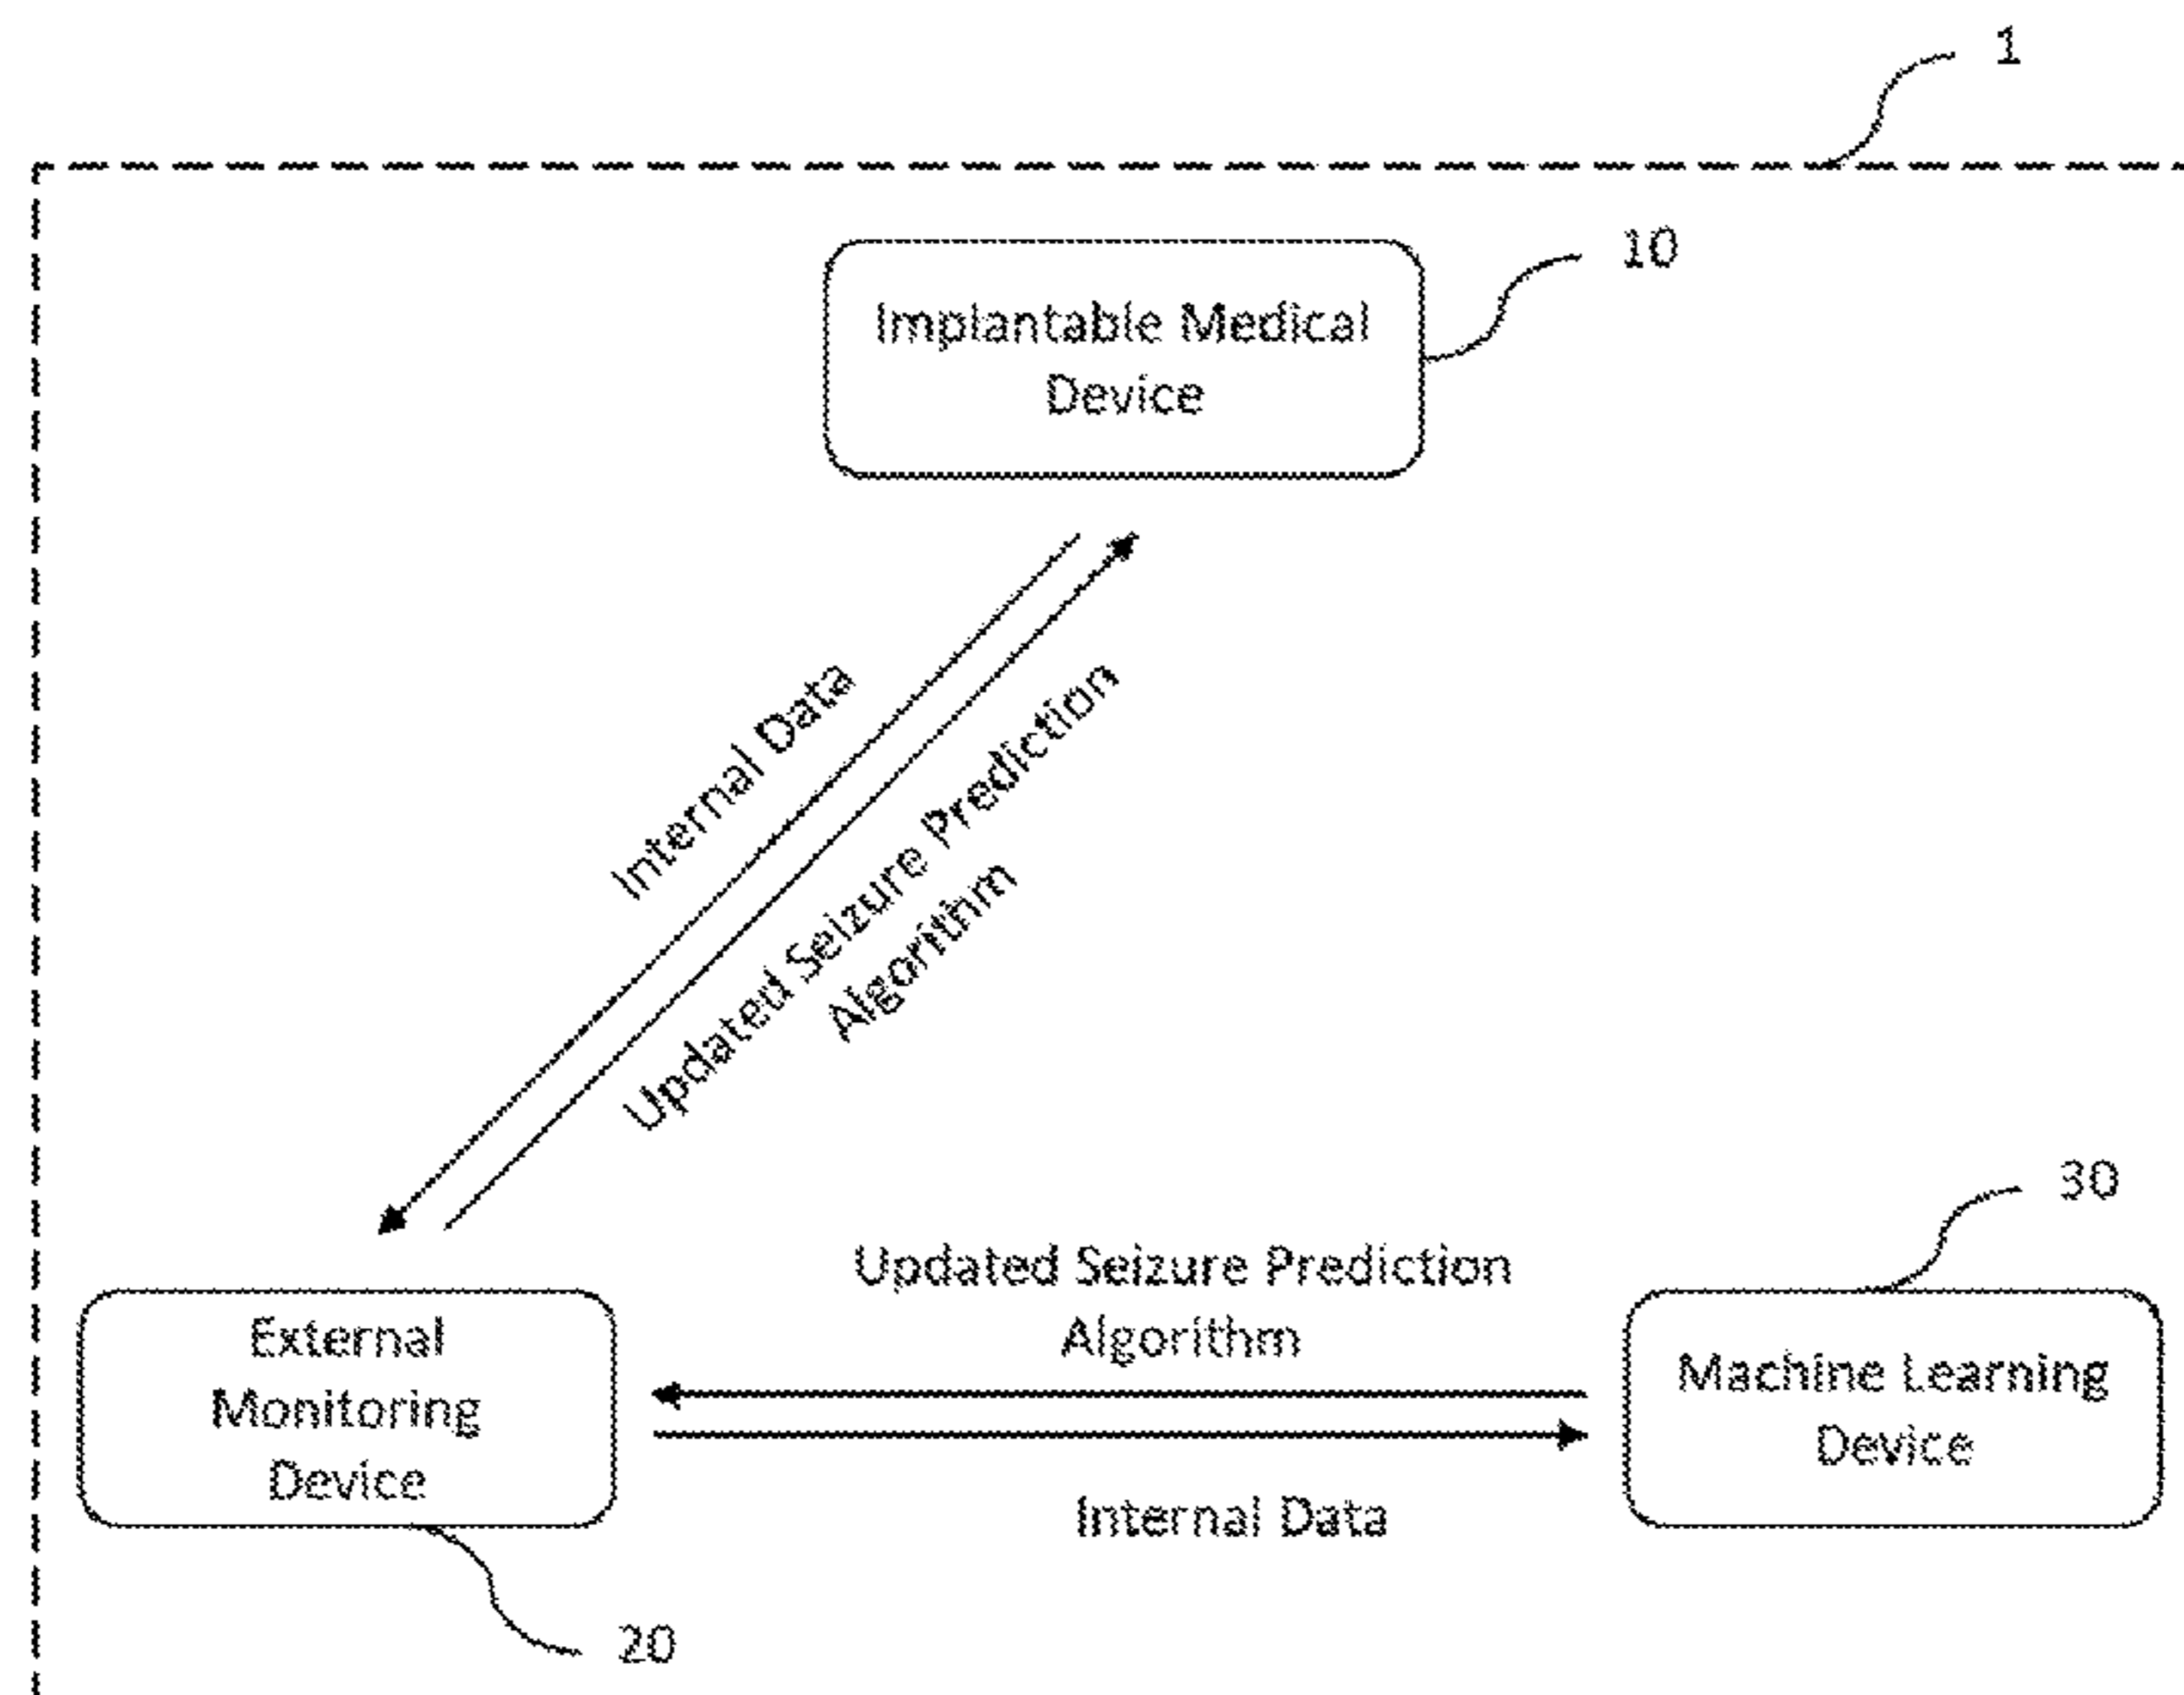 1
10
Implantable Medical
Device
Internal Data
Updated Seizure Prediction
Algorithm
30
Updated Seizure Prediction
Algorithm
External
Monitoring
Device
Machine Learning
Device
Internal Data
20